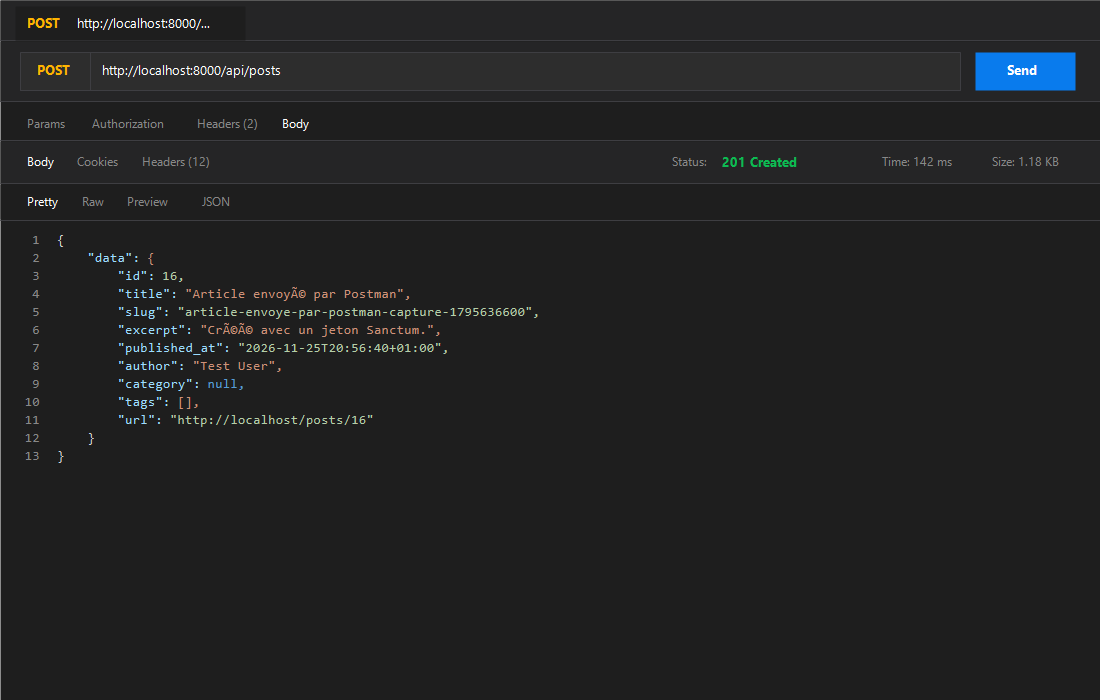 POST http://localhost:8000/...
POST http://localhost:8000/api/posts Send
Params Authorization Headers (2) Body
Body Cookies Headers (12) Status: 201 Created Time: 142 ms Size: 1.18 KB
Pretty Raw Preview JSON
1 {
2 "data": {
3 "id": 16,
4 "title": "Article envoyÃ© par Postman",
5 "slug": "article-envoye-par-postman-capture-1795636600",
6 "excerpt": "CrÃ©Ã© avec un jeton Sanctum.",
7 "published_at": "2026-11-25T20:56:40+01:00",
8 "author": "Test User",
9 "category": null,
10 "tags": [],
11 "url": "http://localhost/posts/16"
12 }
13 }